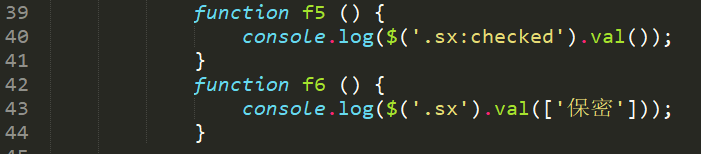 39 function f5 () {
40 console.log($('.sx:checked').val());
41 }
42 function f6 () {
43 console.log($('.sx').val(['保密']));
44 }